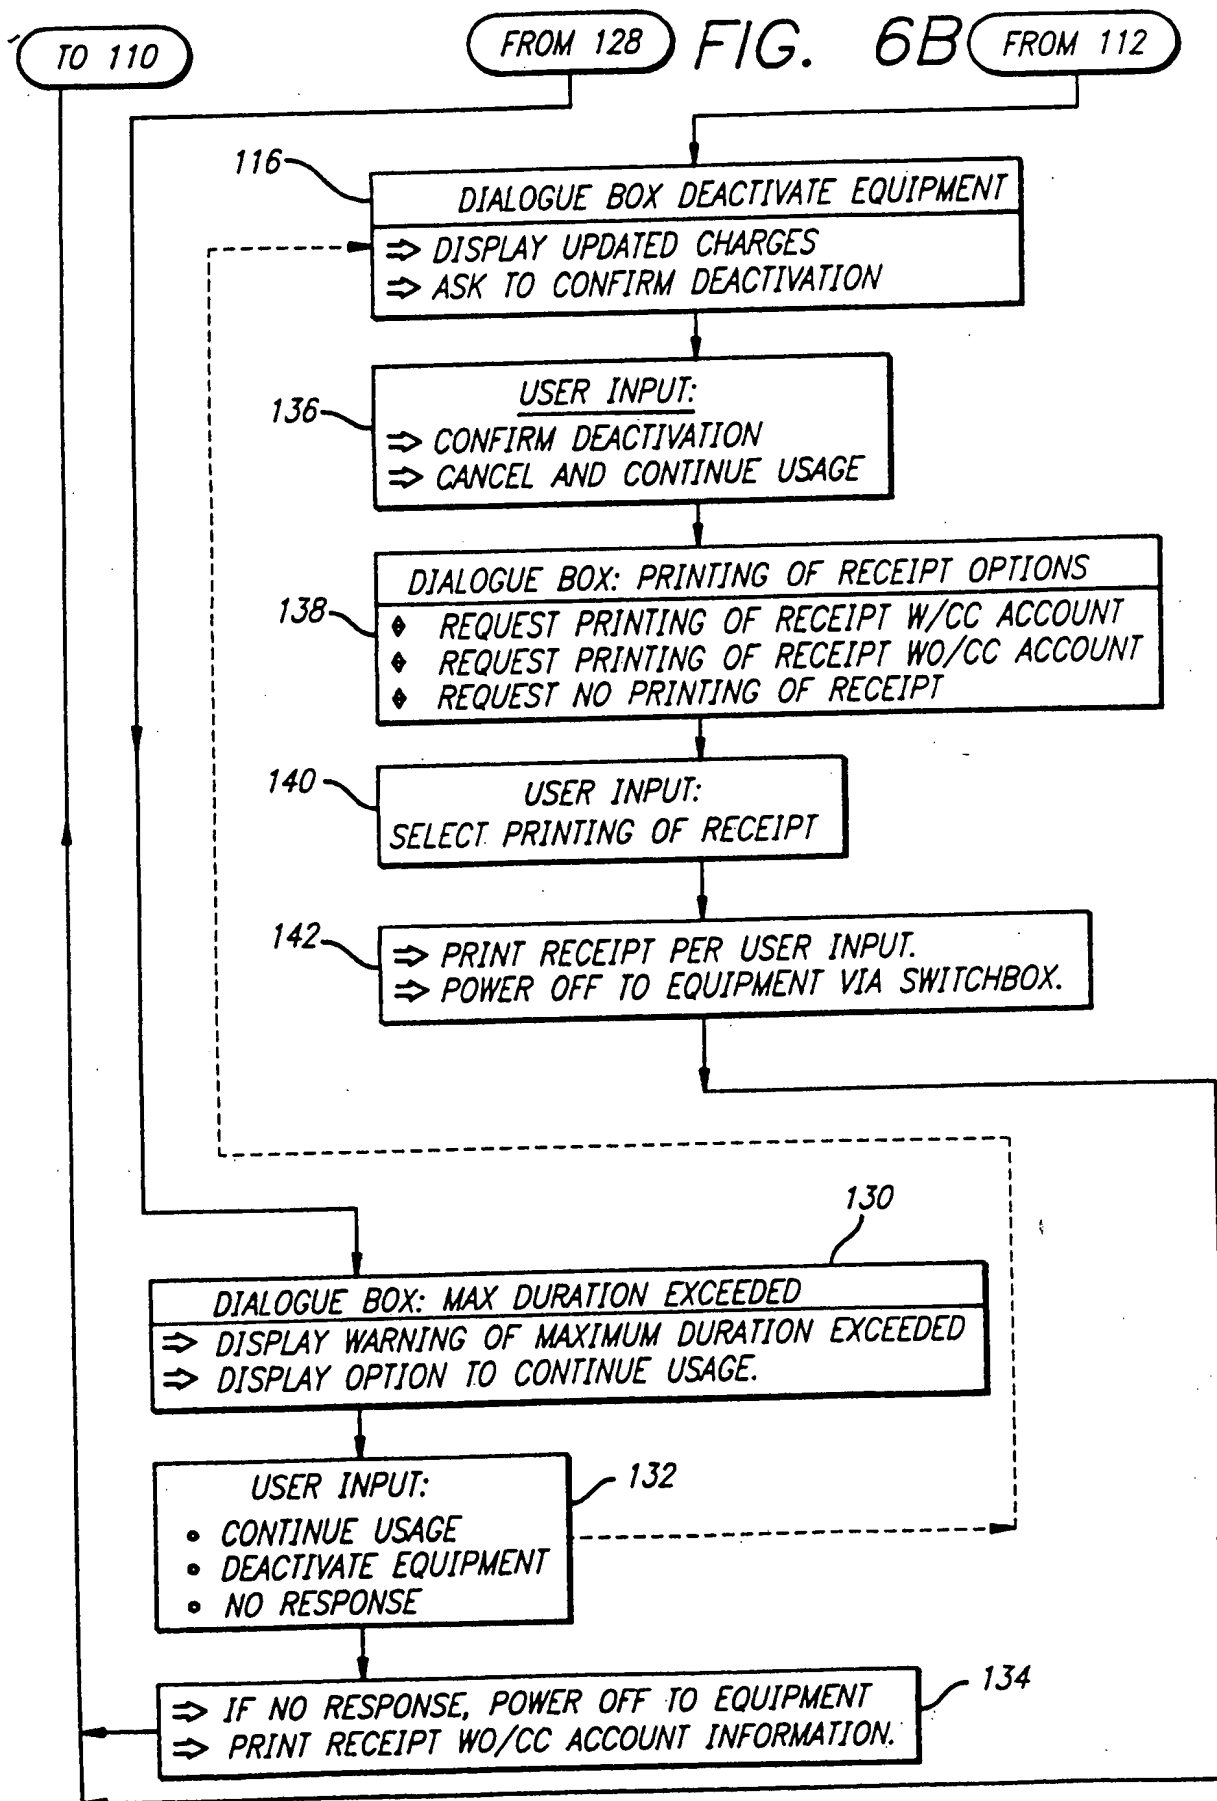 TO 110
FROM 128
FIG. 6B
FROM 112
116
DIALOGUE BOX DEACTIVATE EQUIPMENT
⇒ DISPLAY UPDATED CHARGES
⇒ ASK TO CONFIRM DEACTIVATION
136
USER INPUT:
⇒ CONFIRM DEACTIVATION
⇒ CANCEL AND CONTINUE USAGE
DIALOGUE BOX: PRINTING OF RECEIPT OPTIONS
138
♦ REQUEST PRINTING OF RECEIPT W/CC ACCOUNT
♦ REQUEST PRINTING OF RECEIPT WO/CC ACCOUNT
♦ REQUEST NO PRINTING OF RECEIPT
140
USER INPUT:
SELECT PRINTING OF RECEIPT
142
⇒ PRINT RECEIPT PER USER INPUT.
⇒ POWER OFF TO EQUIPMENT VIA SWITCHBOX.
130
DIALOGUE BOX: MAX DURATION EXCEEDED
⇒ DISPLAY WARNING OF MAXIMUM DURATION EXCEEDED
⇒ DISPLAY OPTION TO CONTINUE USAGE.
132
USER INPUT:
• CONTINUE USAGE
• DEACTIVATE EQUIPMENT
• NO RESPONSE
134
⇒ IF NO RESPONSE, POWER OFF TO EQUIPMENT
⇒ PRINT RECEIPT WO/CC ACCOUNT INFORMATION.